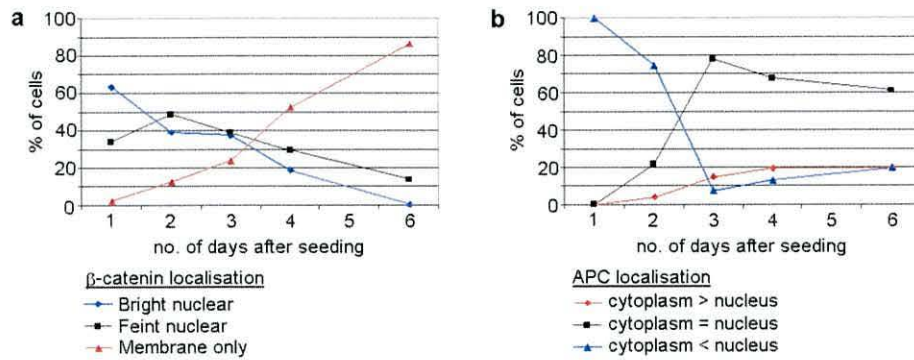 a
% of cells
100
80
60
40
20
0
1 2 3 4 5 6
no. of days after seeding
β-catenin localisation
Bright nuclear
Feint nuclear
Membrane only
b
% of cells
100
80
60
40
20
0
1 2 3 4 5 6
no. of days after seeding
APC localisation
cytoplasm > nucleus
cytoplasm = nucleus
cytoplasm < nucleus